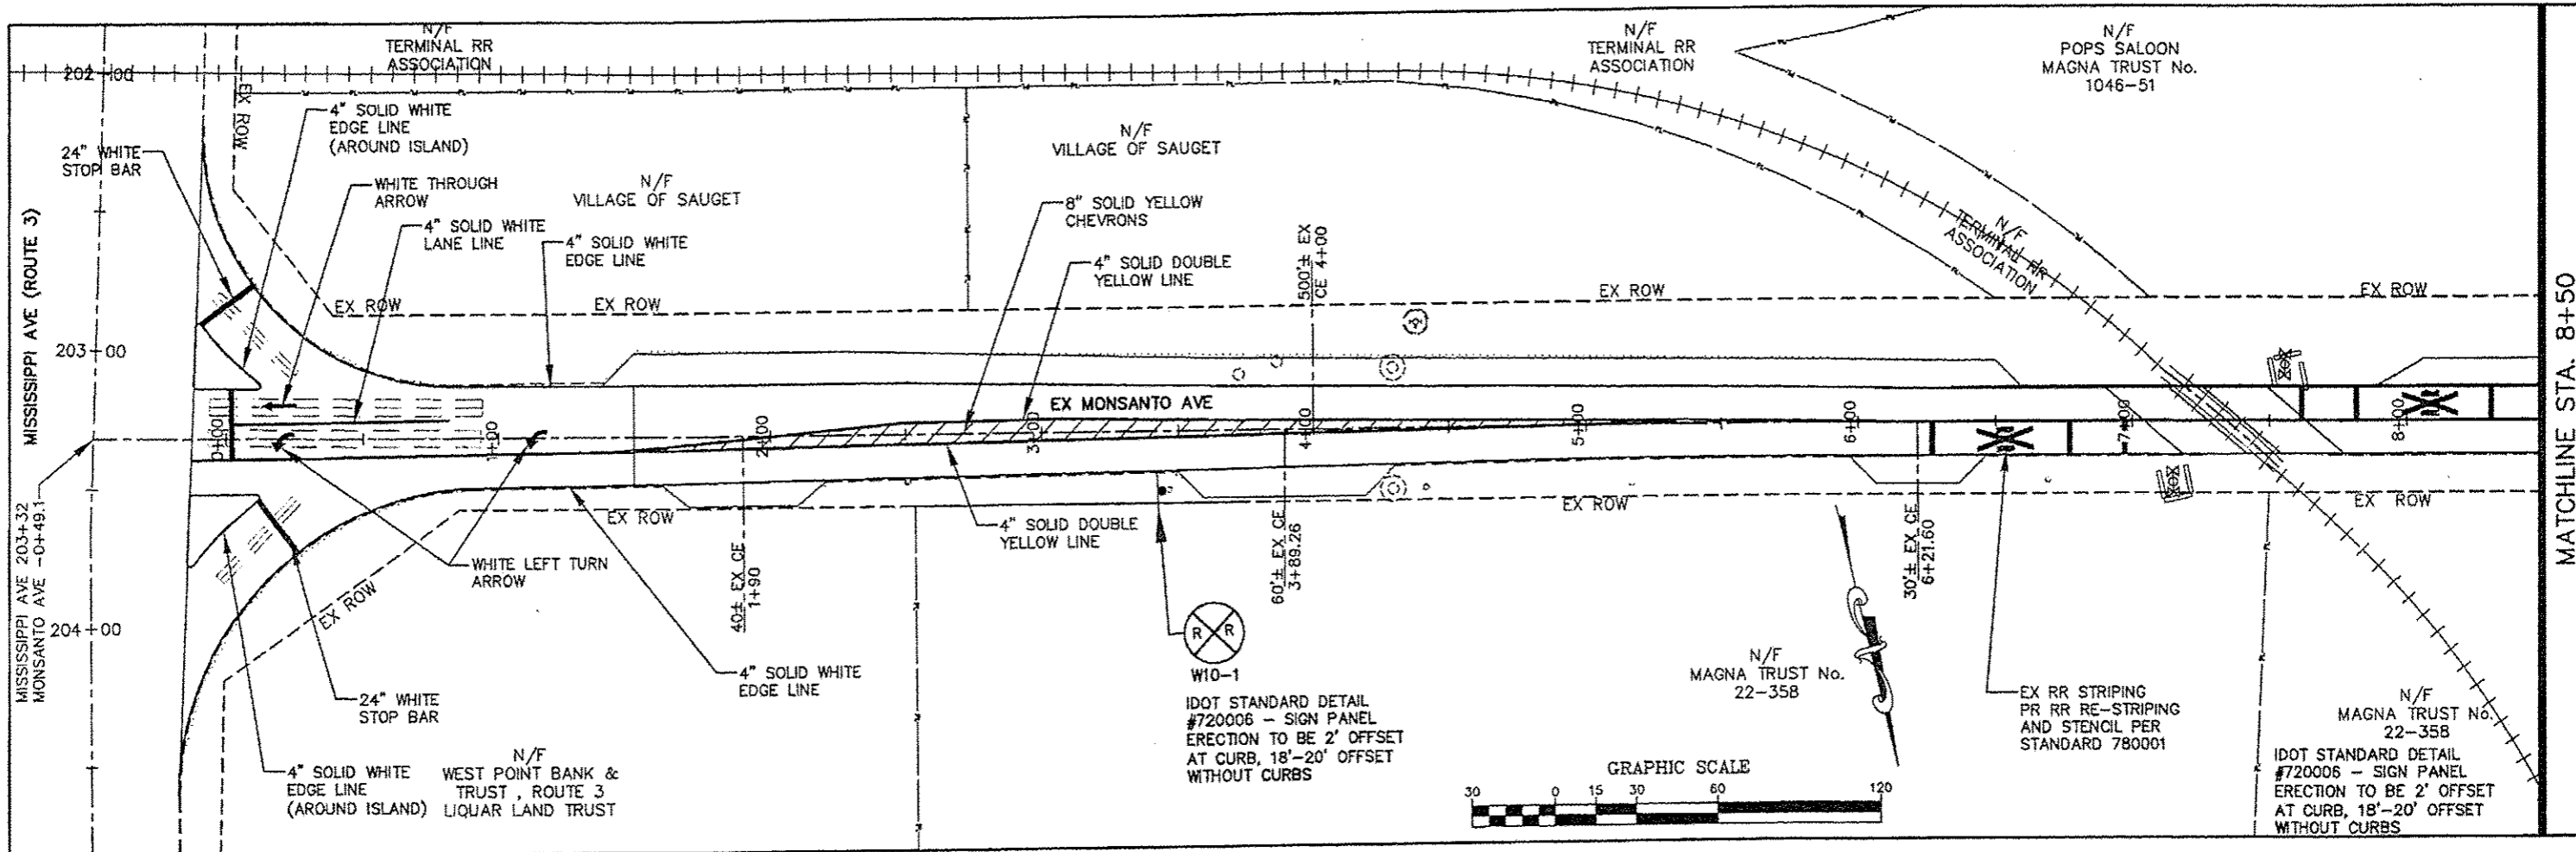 N/F
TERMINAL RR
ASSOCIATION
N/F
TERMINAL RR
ASSOCIATION
N/F
POPS SALOON
MAGNA TRUST No.
1046-51
202+00
EX ROW
4" SOLID WHITE
EDGE LINE
(AROUND ISLAND)
24" WHITE
STOP BAR
WHITE THROUGH
ARROW
4" SOLID WHITE
LANE LINE
N/F
VILLAGE OF SAUGET
4" SOLID WHITE
EDGE LINE
N/F
VILLAGE OF SAUGET
8" SOLID YELLOW
CHEVRONS
4" SOLID DOUBLE
YELLOW LINE
500'± EX
CE 4+00
N/F
TERMINAL RR
ASSOCIATION
MISSISSIPPI AVE (ROUTE 3)
EX ROW
EX ROW
EX ROW
EX ROW
203+00
EX MONSANTO AVE
0+00
1+00
2+00
3+00
4+00
5+00
6+00
7+00
8+00
MATCHLINE STA. 8+50
MISSISSIPPI AVE 203+32
MONSANTO AVE -0+49.1
EX ROW
EX ROW
EX ROW
EX ROW
204+00
WHITE LEFT TURN
ARROW
4" SOLID DOUBLE
YELLOW LINE
40± EX CE
1+90
60'± EX CE
3+89.26
30'± EX CE
6+21.60
4" SOLID WHITE
EDGE LINE
24" WHITE
STOP BAR
4" SOLID WHITE
EDGE LINE
(AROUND ISLAND)
N/F
WEST POINT BANK &
TRUST , ROUTE 3
LIQUAR LAND TRUST
R R
W10-1
IDOT STANDARD DETAIL
#720006 - SIGN PANEL
ERECTION TO BE 2' OFFSET
AT CURB, 18'-20' OFFSET
WITHOUT CURBS
N/F
MAGNA TRUST No.
22-358
EX RR STRIPING
PR RR RE-STRIPING
AND STENCIL PER
STANDARD 780001
N/F
MAGNA TRUST No.
22-358
IDOT STANDARD DETAIL
#720006 - SIGN PANEL
ERECTION TO BE 2' OFFSET
AT CURB, 18'-20' OFFSET
WITHOUT CURBS
GRAPHIC SCALE
30 0 15 30 60 120